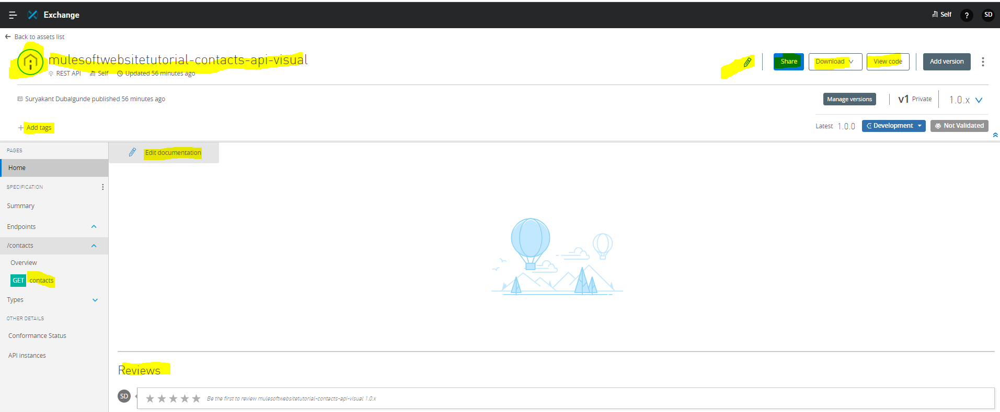 Exchange
Self
?
SD
Back to assets list
mulesoftwebsitetutorial-contacts-api-visual
Share
Download
View code
Add version
REST API
Self
Updated 56 minutes ago
Suryakant Dubalgunde published 56 minutes ago
Manage versions
v1 Private
1.0.x
Add tags
Latest 1.0.0
Development
Not Validated
PAGES
Home
SPECIFICATION
Summary
Endpoints
/contacts
Overview
GET contacts
Types
OTHER DETAILS
Conformance Status
API instances
Edit documentation
Reviews
SD
Be the first to review mulesoftwebsitetutorial-contacts-api-visual 1.0.x